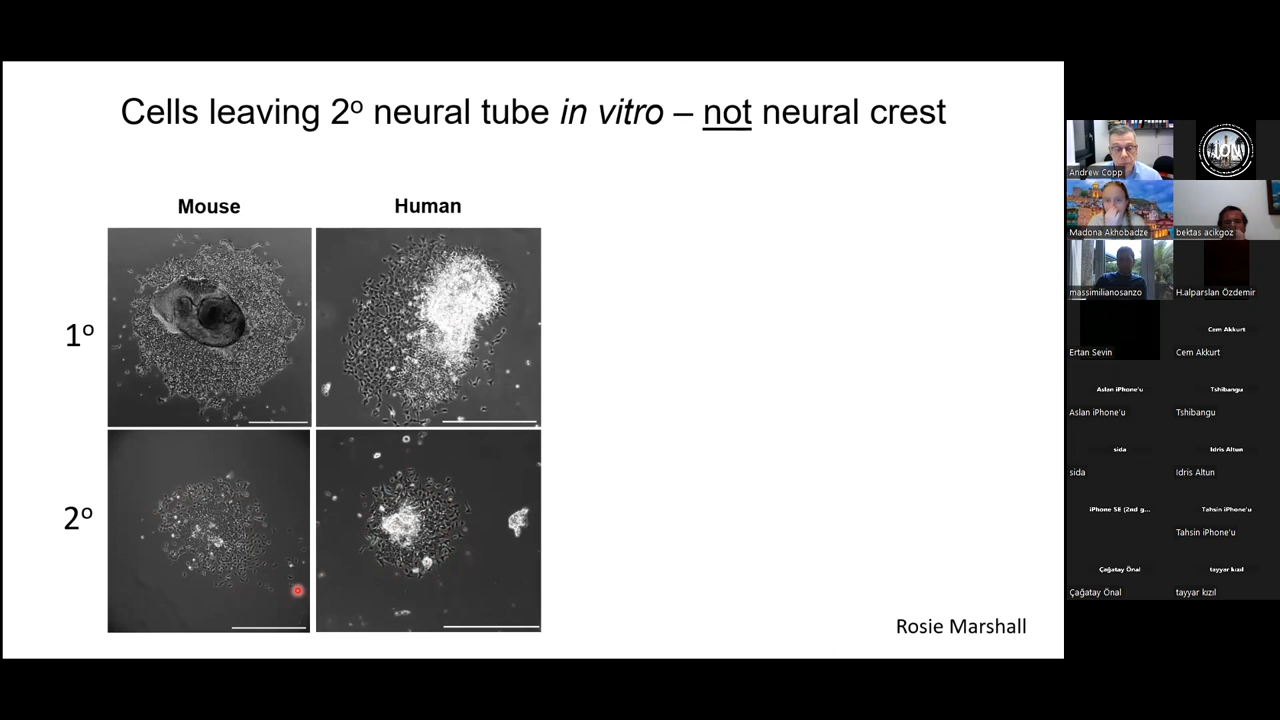 Cells leaving 2º neural tube in vitro – not neural crest
Mouse
Human
1º
2º
Rosie Marshall
Andrew Copp
Madona Akhobadze
bektas acikgoz
massimilianosanzo
H.alparslan Özdemir
Ertan Sevin
Cem Akkurt
Cem Akkurt
Aslan iPhone'u
Aslan iPhone'u
Tshibangu
Tshibangu
sida
sida
Idris Altun
Idris Altun
iPhone SE (2nd g...
Tahsin iPhone'u
Tahsin iPhone'u
Çağatay Önal
Çağatay Önal
tayyar kızıl
tayyar kızıl